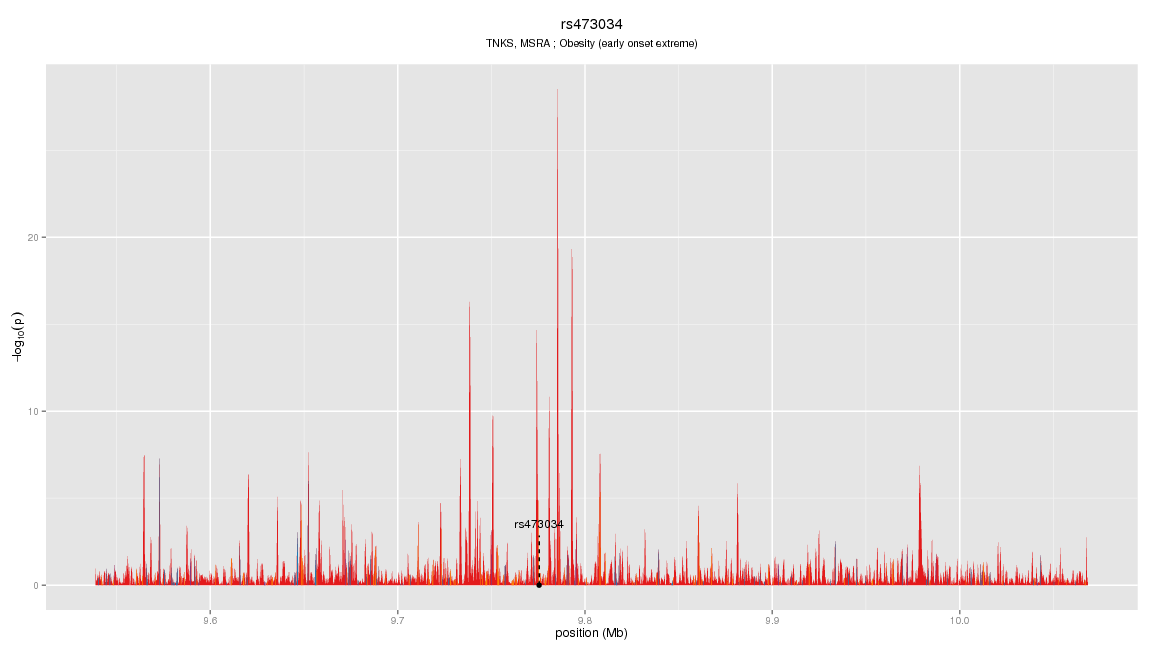 rs473034
TNKS, MSRA ; Obesity (early onset extreme)
−log10(p)
20
10
0
rs473034
9.6
9.7
9.8
9.9
10.0
position (Mb)